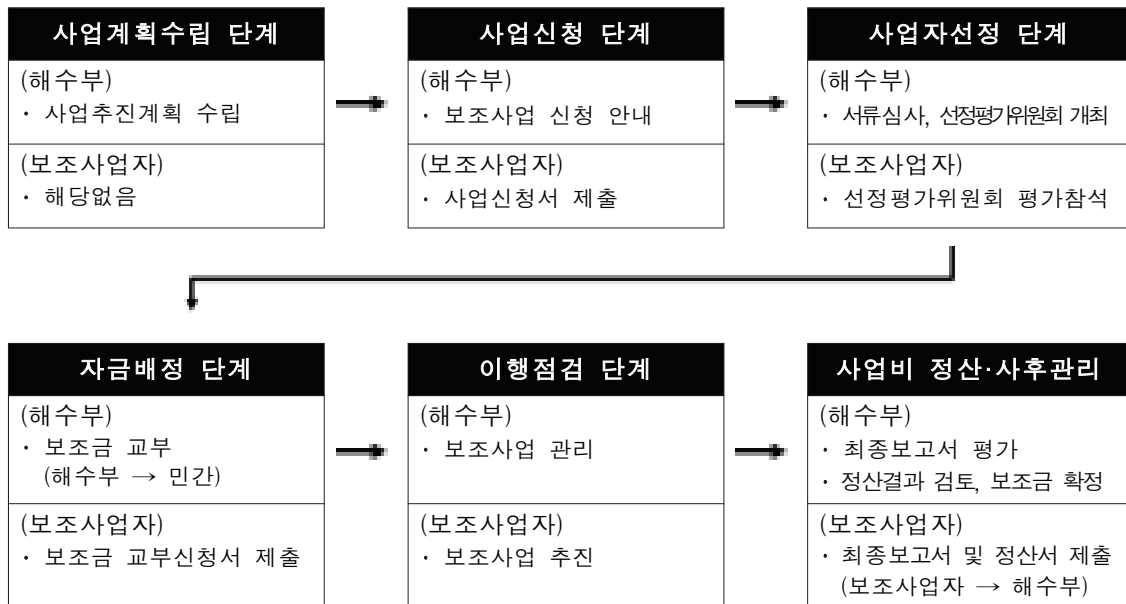 사업계획수립 단계
(해수부)
· 사업추진계획 수립
(보조사업자)
· 해당없음
사업신청 단계
(해수부)
· 보조사업 신청 안내
(보조사업자)
· 사업신청서 제출
사업자선정 단계
(해수부)
· 서류심사, 선정평가위원회 개최
(보조사업자)
· 선정평가위원회 평가참석
자금배정 단계
(해수부)
· 보조금 교부
(해수부 → 민간)
(보조사업자)
· 보조금 교부신청서 제출
이행점검 단계
(해수부)
· 보조사업 관리
(보조사업자)
· 보조사업 추진
사업비 정산·사후관리
(해수부)
· 최종보고서 평가
· 정산결과 검토, 보조금 확정
(보조사업자)
· 최종보고서 및 정산서 제출
(보조사업자 → 해수부)